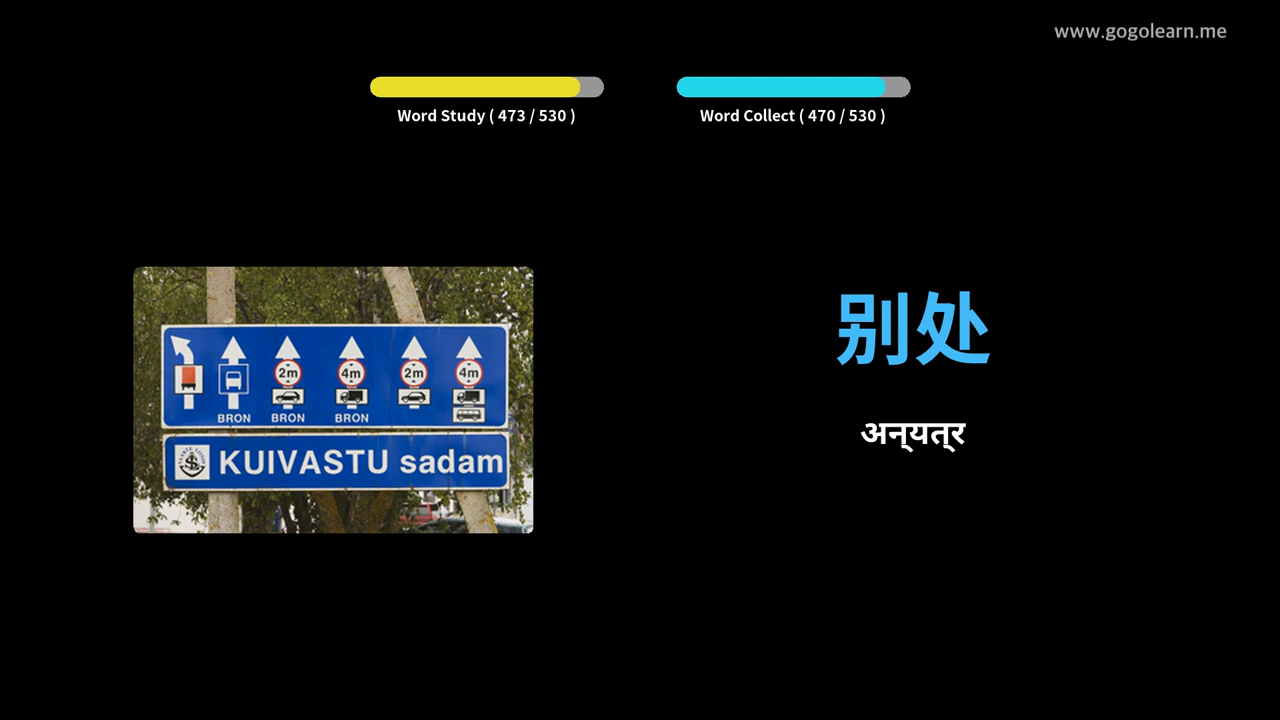 www.gogolearn.me
Word Study ( 473 / 530 )
Word Collect ( 470 / 530 )
2m
4m
2m
4m
BRON
BRON
BRON
KUIVASTU sadam
别处
अन्यत्र